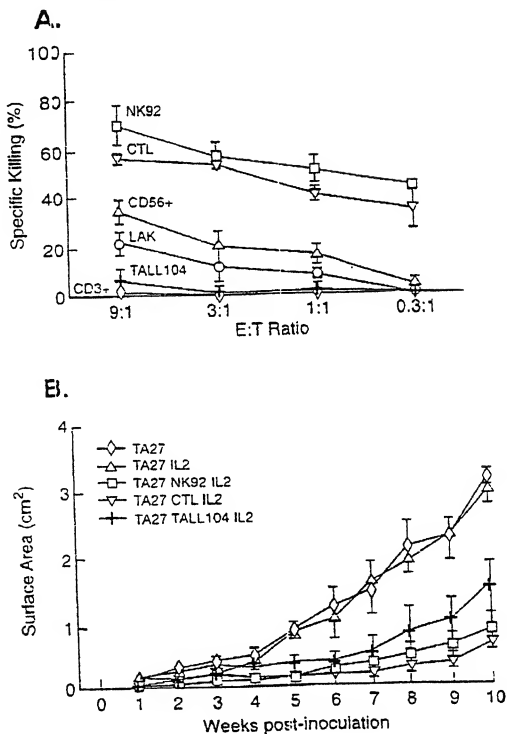 A.
Specific Killing (%)
100
80
60
40
20
0
NK92
CTL
CD56+
LAK
TALL104
CD3+
9:1
3:1
1:1
0.3:1
E:T Ratio
B.
Surface Area (cm²)
4
3
2
1
0
TA27
TA27 IL2
TA27 NK92 IL2
TA27 CTL IL2
TA27 TALL104 IL2
0 1 2 3 4 5 6 7 8 9 10
Weeks post-inoculation